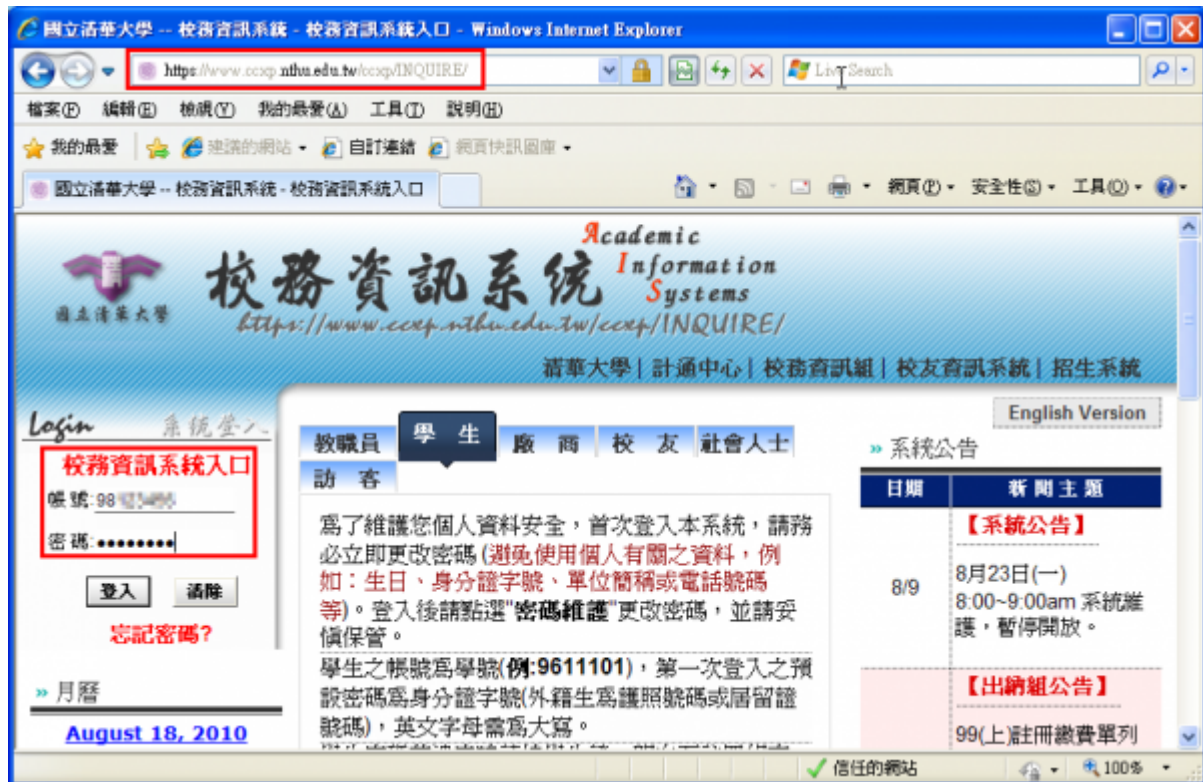 國立清華大學 -- 校務資訊系統 - 校務資訊系統入口 - Windows Internet Explorer
https://www.ccxp.nthu.edu.tw/ccxp/INQUIRE/
Live Search
檔案(F) 編輯(E) 檢視(V) 我的最愛(A) 工具(T) 說明(H)
我的最愛 建議的網站 自訂連結 網頁快訊圖庫
國立清華大學 -- 校務資訊系統 - 校務資訊系統入口
網頁(P) 安全性(S) 工具(O)
國立清華大學
校務資訊系統
Academic
Information
Systems
https://www.ccxp.nthu.edu.tw/ccxp/INQUIRE/
清華大學 | 計通中心 | 校務資訊組 | 校友資訊系統 | 招生系統
Login 系統登入
校務資訊系統入口
帳號: 98
密碼: ••••••••
登入 清除
忘記密碼?
» 月曆
August 18, 2010
教職員 學 生 廠 商 校 友 社會人士
訪 客
為了維護您個人資料安全，首次登入本系統，請務
必立即更改密碼(避免使用個人有關之資料，例
如：生日、身分證字號、單位簡稱或電話號碼
等)。登入後請點選"密碼維護"更改密碼，並請妥
慎保管。
學生之帳號為學號(例:9611101)，第一次登入之預
設密碼為身分證字號(外籍生為護照號碼或居留證
號碼)，英文字母需為大寫。
English Version
» 系統公告
日期 新聞主題
【系統公告】
8/9
8月23日(一)
8:00~9:00am 系統維
護，暫停開放。
【出納組公告】
99(上)註冊繳費單列
信任的網站 100%